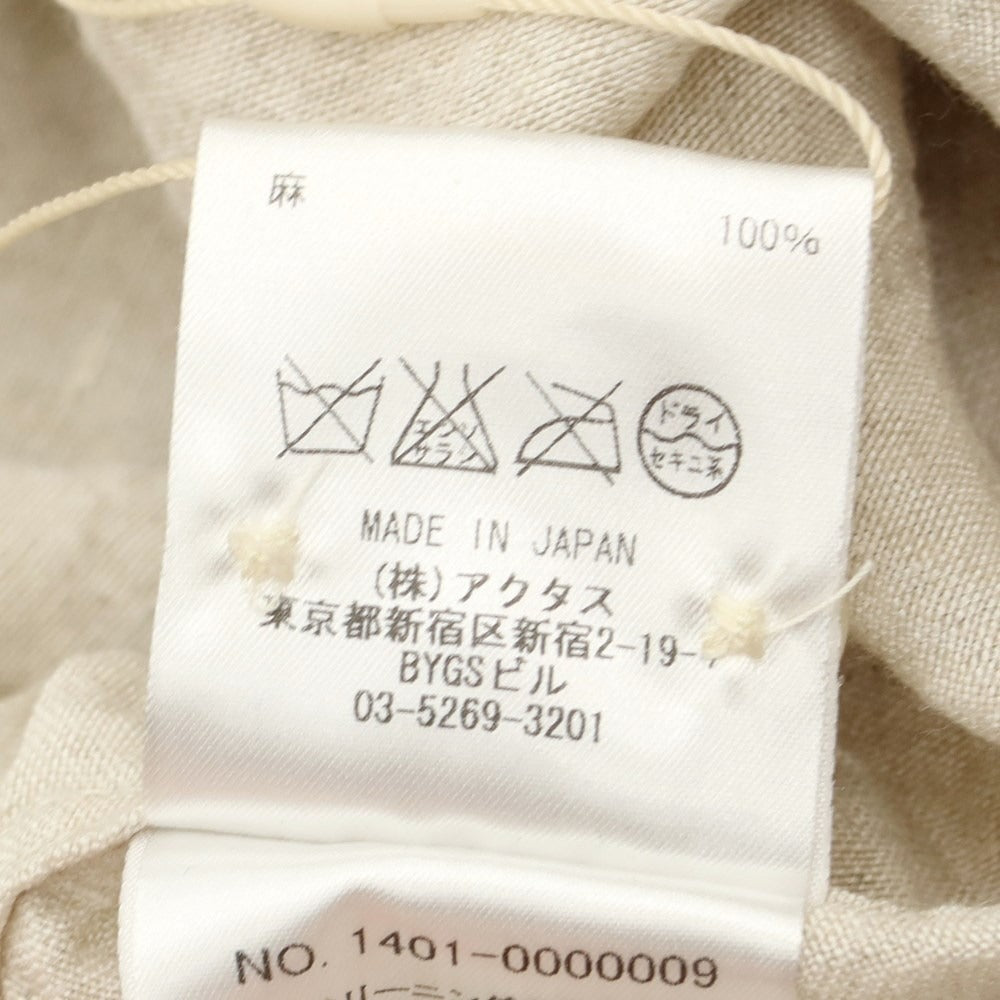 麻 100%
エンソ サラシ
ドライ
セキユ系
MADE IN JAPAN
(株)アクタス
東京都新宿区新宿2-19-
BYGSビル
03-5269-3201
NO. 1401-0000009